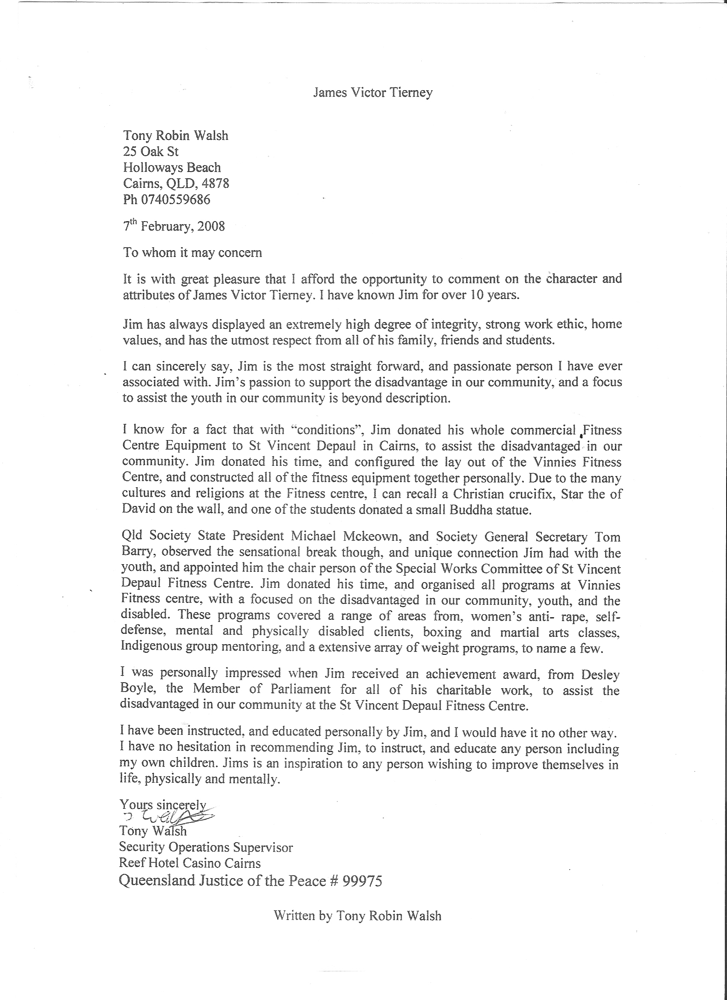 James Victor Tierney
Tony Robin Walsh
25 Oak St
Holloways Beach
Cairns, QLD, 4878
Ph 0740559686
7th February, 2008
To whom it may concern
It is with great pleasure that I afford the opportunity to comment on the character and
attributes of James Victor Tierney. I have known Jim for over 10 years.
Jim has always displayed an extremely high degree of integrity, strong work ethic, home
values, and has the utmost respect from all of his family, friends and students.
I can sincerely say, Jim is the most straight forward, and passionate person I have ever
associated with. Jim's passion to support the disadvantage in our community, and a focus
to assist the youth in our community is beyond description.
I know for a fact that with “conditions”, Jim donated his whole commercial Fitness
Centre Equipment to St Vincent Depaul in Cairns, to assist the disadvantaged in our
community. Jim donated his time, and configured the lay out of the Vinnies Fitness
Centre, and constructed all of the fitness equipment together personally. Due to the many
cultures and religions at the Fitness centre, I can recall a Christian crucifix, Star the of
David on the wall, and one of the students donated a small Buddha statue.
Qld Society State President Michael Mckeown, and Society General Secretary Tom
Barry, observed the sensational break though, and unique connection Jim had with the
youth, and appointed him the chair person of the Special Works Committee of St Vincent
Depaul Fitness Centre. Jim donated his time, and organised all programs at Vinnies
Fitness centre, with a focused on the disadvantaged in our community, youth, and the
disabled. These programs covered a range of areas from, women's anti- rape, self-
defense, mental and physically disabled clients, boxing and martial arts classes,
Indigenous group mentoring, and a extensive array of weight programs, to name a few.
I was personally impressed when Jim received an achievement award, from Desley
Boyle, the Member of Parliament for all of his charitable work, to assist the
disadvantaged in our community at the St Vincent Depaul Fitness Centre.
I have been instructed, and educated personally by Jim, and I would have it no other way.
I have no hesitation in recommending Jim, to instruct, and educate any person including
my own children. Jims is an inspiration to any person wishing to improve themselves in
life, physically and mentally.
Yours sincerely
Tony Walsh
Security Operations Supervisor
Reef Hotel Casino Cairns
Queensland Justice of the Peace # 99975
Written by Tony Robin Walsh